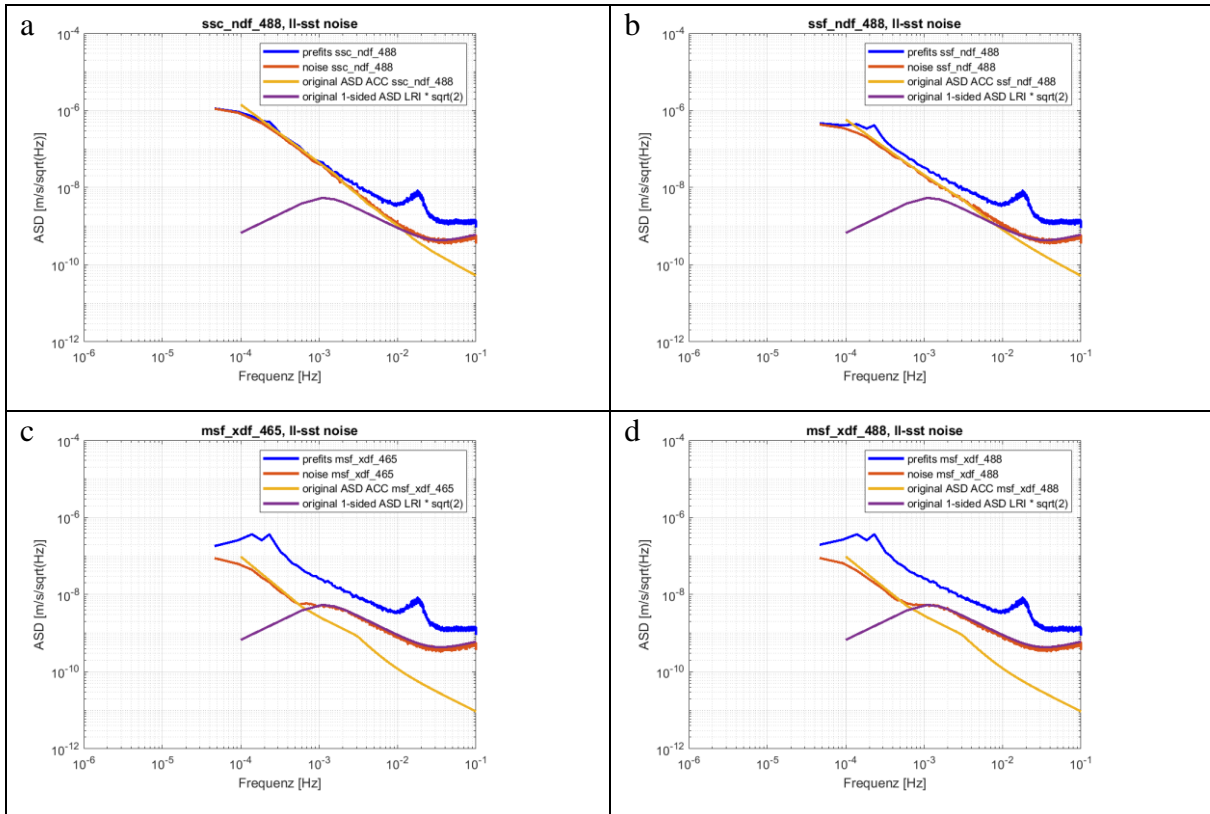 a
ssc_ndf_488, ll-sst noise
prefits ssc_ndf_488
noise ssc_ndf_488
original ASD ACC ssc_ndf_488
original 1-sided ASD LRI * sqrt(2)
ASD [m/s/sqrt(Hz)]
10-4
10-6
10-8
10-10
10-12
10-6
10-5
10-4
10-3
10-2
10-1
Frequenz [Hz]
b
ssf_ndf_488, ll-sst noise
prefits ssf_ndf_488
noise ssf_ndf_488
original ASD ACC ssf_ndf_488
original 1-sided ASD LRI * sqrt(2)
ASD [m/s/sqrt(Hz)]
10-4
10-6
10-8
10-10
10-12
10-6
10-5
10-4
10-3
10-2
10-1
Frequenz [Hz]
c
msf_xdf_465, ll-sst noise
prefits msf_xdf_465
noise msf_xdf_465
original ASD ACC msf_xdf_465
original 1-sided ASD LRI * sqrt(2)
ASD [m/s/sqrt(Hz)]
10-4
10-6
10-8
10-10
10-12
10-6
10-5
10-4
10-3
10-2
10-1
Frequenz [Hz]
d
msf_xdf_488, ll-sst noise
prefits msf_xdf_488
noise msf_xdf_488
original ASD ACC msf_xdf_488
original 1-sided ASD LRI * sqrt(2)
ASD [m/s/sqrt(Hz)]
10-4
10-6
10-8
10-10
10-12
10-6
10-5
10-4
10-3
10-2
10-1
Frequenz [Hz]